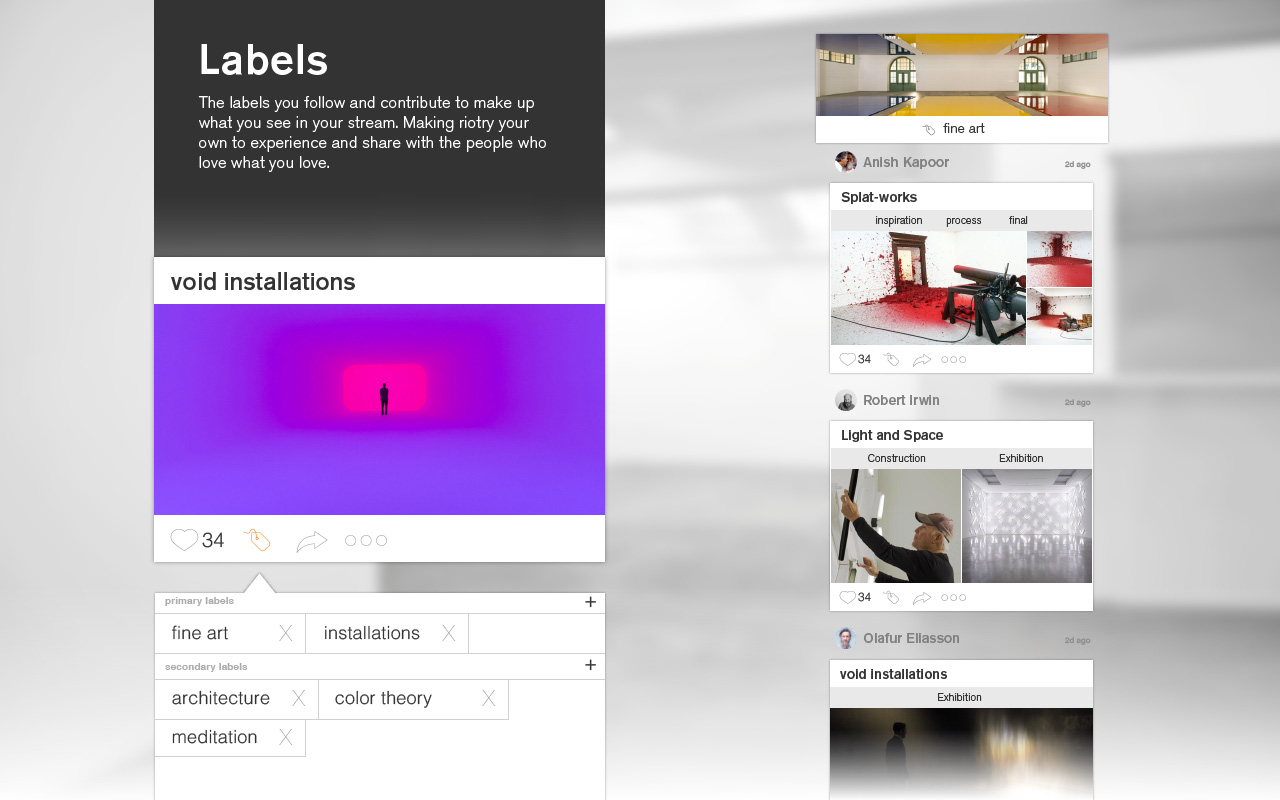 Labels
The labels you follow and contribute to make up
what you see in your stream. Making riotry your
own to experience and share with the people who
love what you love.
void installations
34
primary labels +
fine art X installations X
secondary labels +
architecture X color theory X
meditation X
fine art
Anish Kapoor 2d ago
Splat-works
inspiration process final
34
Robert Irwin 2d ago
Light and Space
Construction Exhibition
34
Olafur Eliasson 2d ago
void installations
Exhibition